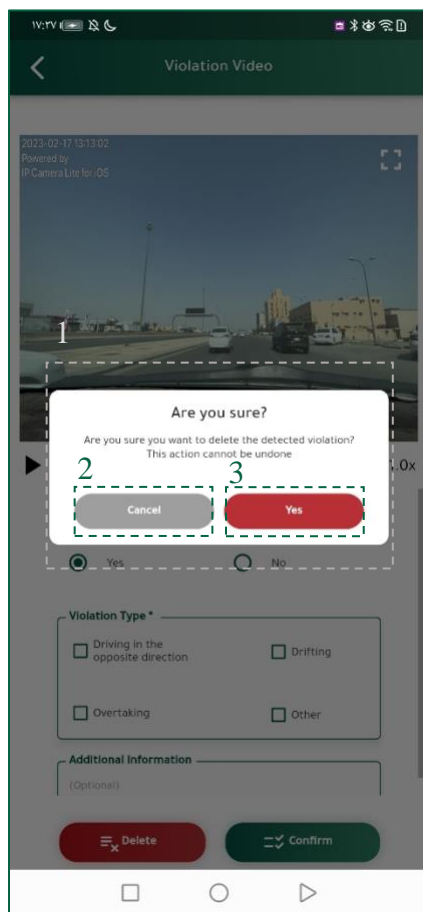 ١٧:٢٧
Violation Video
2023-02-17 13:13:02
Powered by
IP Camera Lite for iOS
1
Are you sure?
Are you sure you want to delete the detected violation?
This action cannot be undone
.0x
2
3
Cancel
Yes
Yes
No
Violation Type *
Driving in the
opposite direction
Drifting
Overtaking
Other
Additional Information
(Optional)
Delete
Confirm